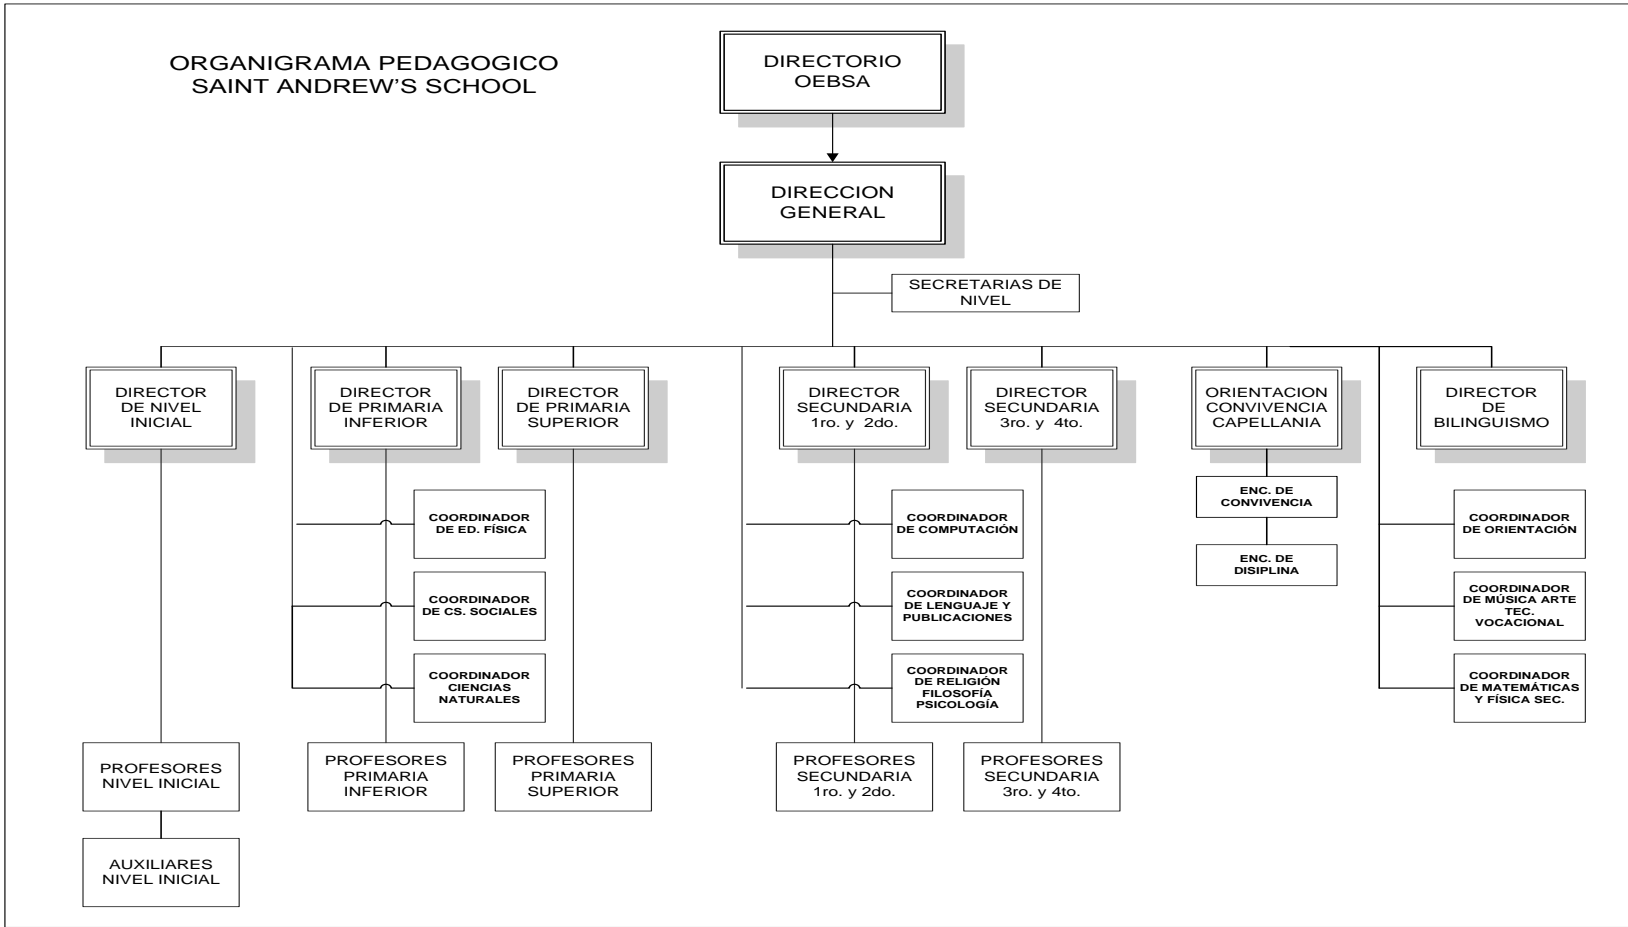 ORGANIGRAMA PEDAGOGICO
SAINT ANDREW'S SCHOOL
DIRECTORIO
OEBSA
DIRECCION
GENERAL
SECRETARIAS DE
NIVEL
DIRECTOR
DE NIVEL
INICIAL
DIRECTOR
DE PRIMARIA
INFERIOR
DIRECTOR
DE PRIMARIA
SUPERIOR
DIRECTOR
SECUNDARIA
1ro. y 2do.
DIRECTOR
SECUNDARIA
3ro. y 4to.
ORIENTACION
CONVIVENCIA
CAPELLANIA
DIRECTOR
DE
BILINGUISMO
COORDINADOR
DE ED. FÍSICA
COORDINADOR
DE CS. SOCIALES
COORDINADOR
CIENCIAS
NATURALES
COORDINADOR
DE COMPUTACIÓN
COORDINADOR
DE LENGUAJE Y
PUBLICACIONES
COORDINADOR
DE RELIGIÓN
FILOSOFÍA
PSICOLOGÍA
ENC. DE
CONVIVENCIA
ENC. DE
DISIPLINA
COORDINADOR
DE ORIENTACIÓN
COORDINADOR
DE MÚSICA ARTE
TEC.
VOCACIONAL
COORDINADOR
DE MATEMÁTICAS
Y FÍSICA SEC.
PROFESORES
NIVEL INICIAL
PROFESORES
PRIMARIA
INFERIOR
PROFESORES
PRIMARIA
SUPERIOR
PROFESORES
SECUNDARIA
1ro. y 2do.
PROFESORES
SECUNDARIA
3ro. y 4to.
AUXILIARES
NIVEL INICIAL